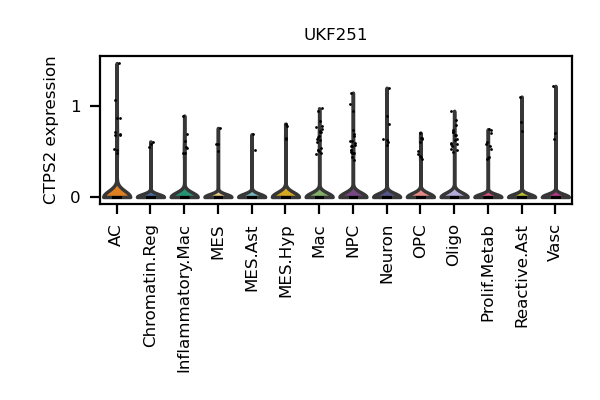 UKF251
CTPS2 expression
1
0
AC
Chromatin.Reg
Inflammatory.Mac
MES
MES.Ast
MES.Hyp
Mac
NPC
Neuron
OPC
Oligo
Prolif.Metab
Reactive.Ast
Vasc